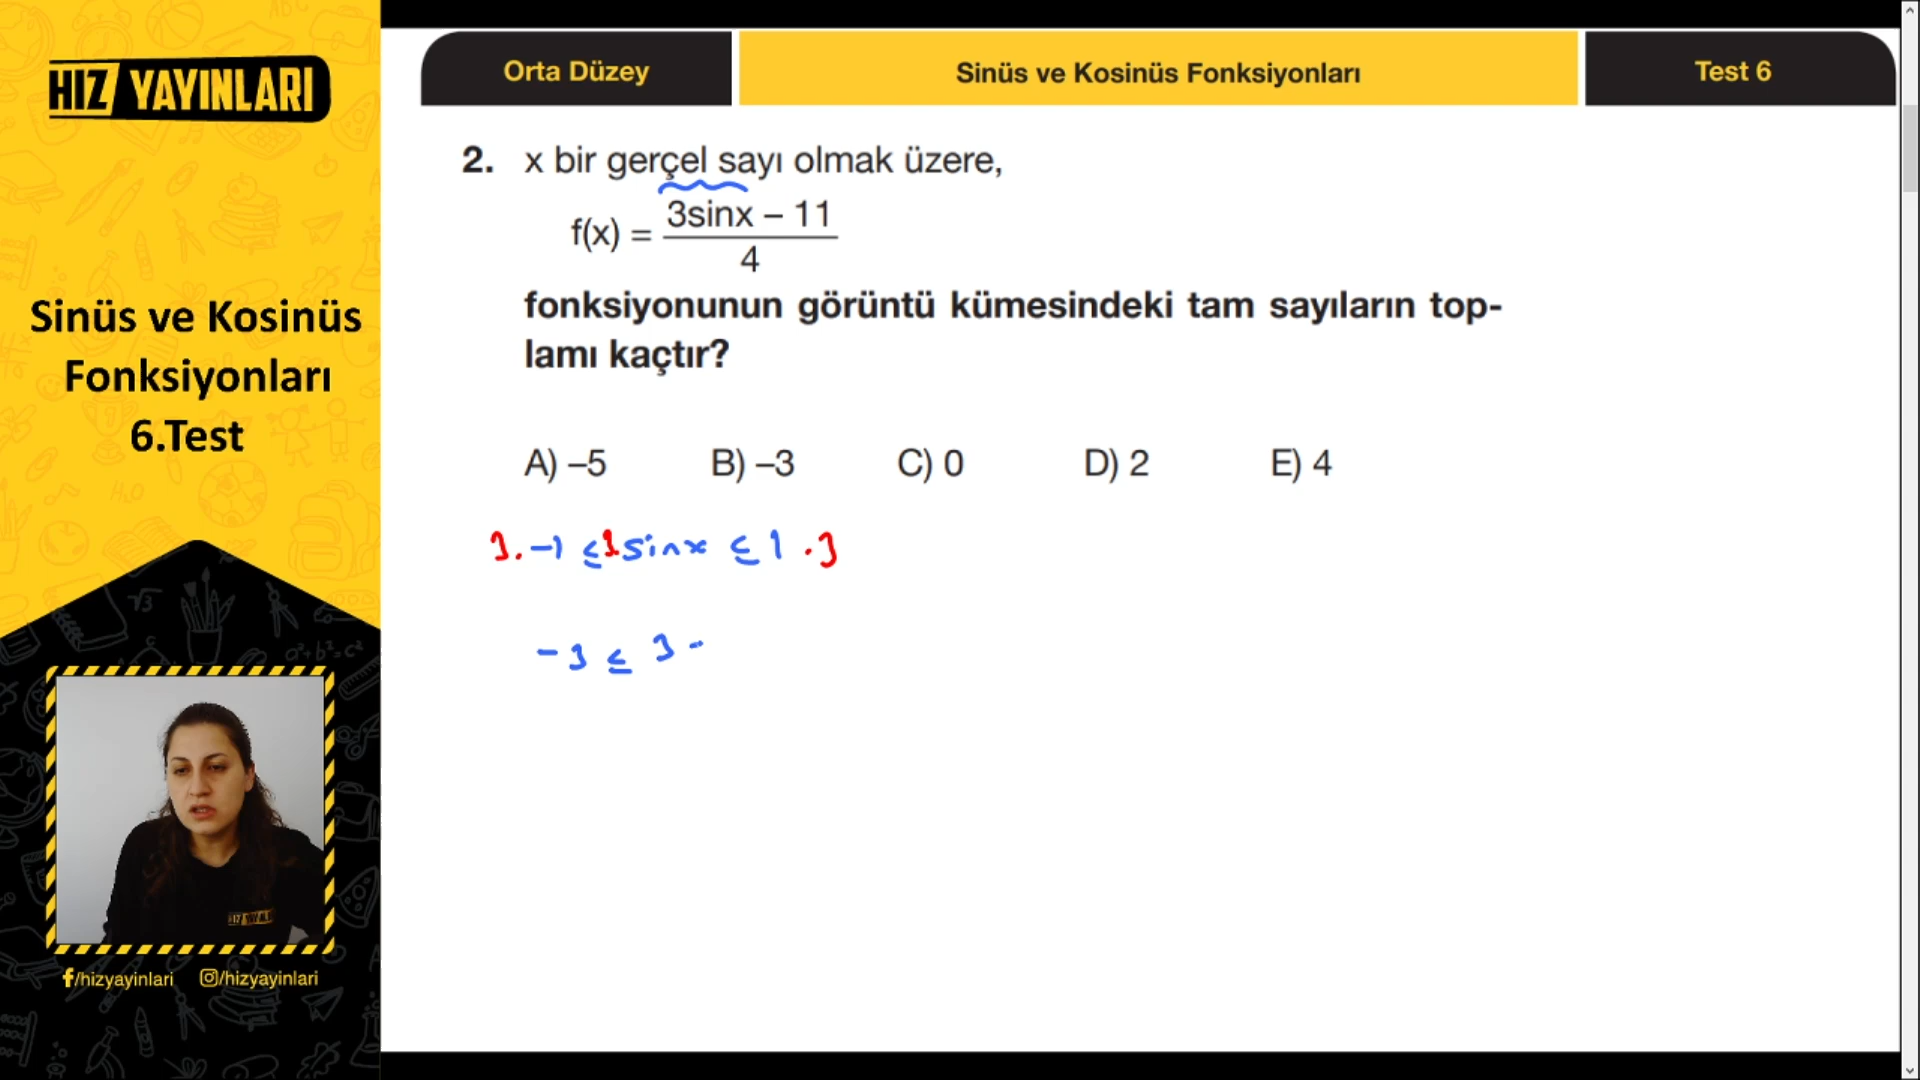 HIZ YAYINLARI
Sinüs ve Kosinüs
Fonksiyonları
6.Test
/hizyayinlari /hizyayinlari
Orta Düzey
Sinüs ve Kosinüs Fonksiyonları
Test 6
2. x bir gerçel sayı olmak üzere,
f(x) = 3sinx – 11
4
fonksiyonunun görüntü kümesindeki tam sayıların top-
lamı kaçtır?
A) –5 B) –3 C) 0 D) 2 E) 4
3. -1 ≤ sinx ≤ 1 .3
-3 ≤ 3